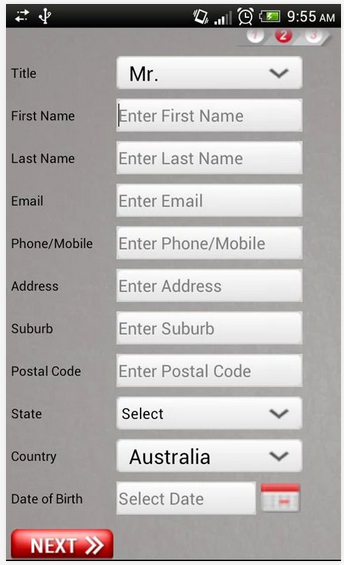 9:55 AM
1 2 3
Title Mr.
First Name Enter First Name
Last Name Enter Last Name
Email Enter Email
Phone/Mobile Enter Phone/Mobile
Address Enter Address
Suburb Enter Suburb
Postal Code Enter Postal Code
State Select
Country Australia
Date of Birth Select Date
NEXT